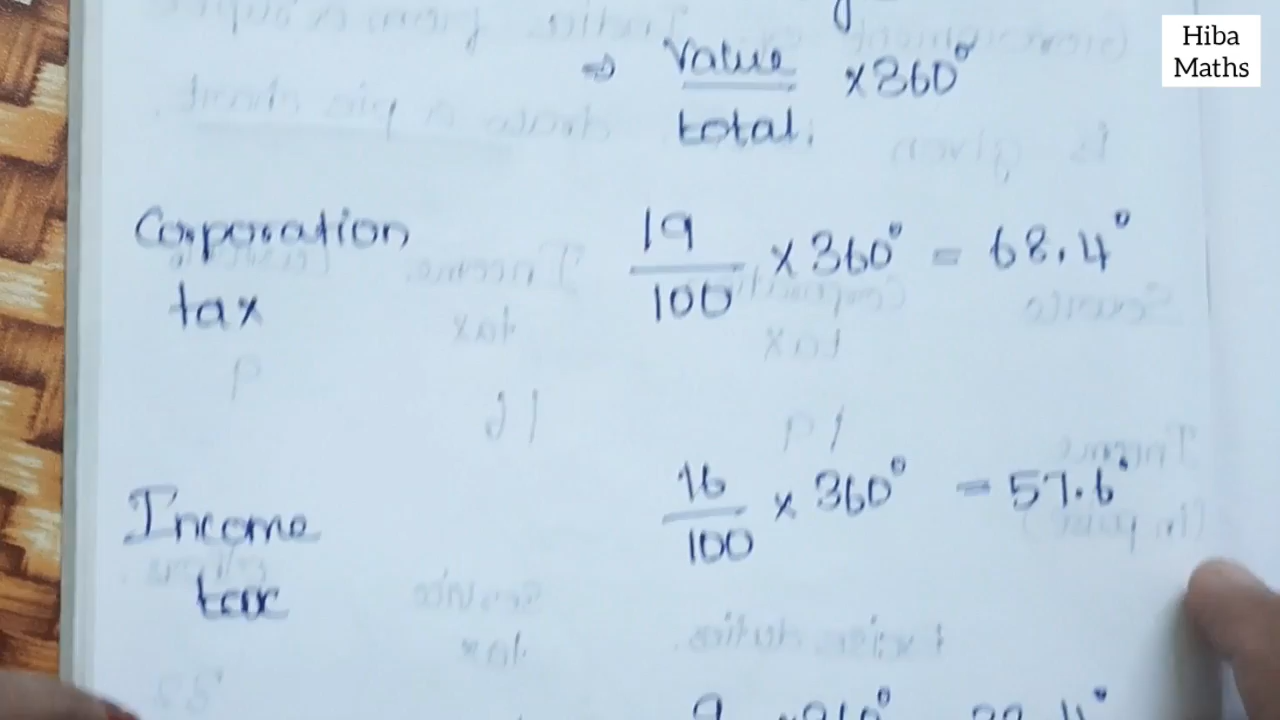 Hiba
Maths
⇒ Value/total. ×360°
Corporation tax 19/100 × 360° = 68.4°
Income tax 16/100 × 360° = 57.6°